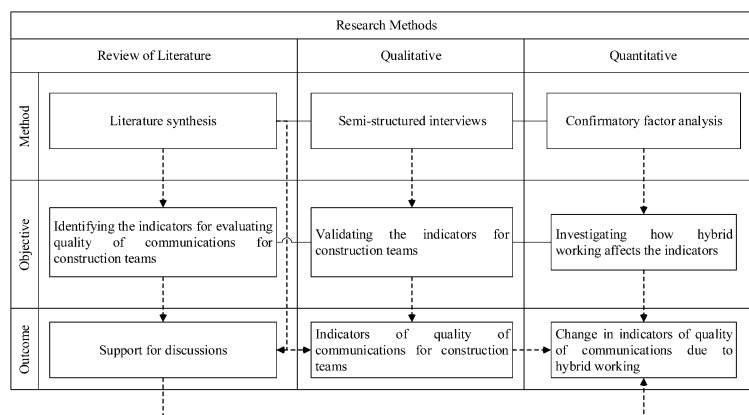 Research Methods
Review of Literature
Qualitative
Quantitative
Method
Literature synthesis
Semi-structured interviews
Confirmatory factor analysis
Objective
Identifying the indicators for evaluating
quality of communications for
construction teams
Validating the indicators for
construction teams
Investigating how hybrid
working affects the indicators
Outcome
Support for discussions
Indicators of quality of
communications for construction
teams
Change in indicators of quality
of communications due to
hybrid working